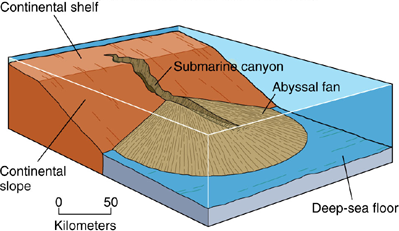 Continental shelf
Submarine canyon
Abyssal fan
Continental
slope
0 50
Kilometers
Deep-sea floor